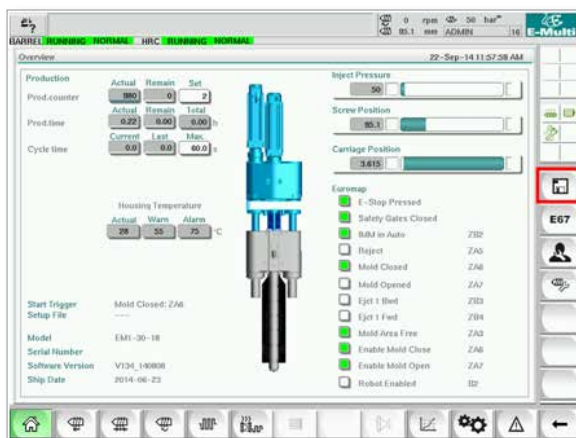 0 rpm 50 bar
85.1 mm ADMIN 16
E-Multi
BARREL RUNNING NORMAL HRC RUNNING NORMAL
Overview 22-Sep-14 11:57:58 AM
Production
Actual Remain Set
Prod.counter 980 0 2
Actual Remain Total
Prod.time 0.22 0.00 0.00 h
Current Last Max.
Cycle time 0.0 0.0 60.0 s
Housing Temperature
Actual Warn Alarm
28 55 75 °C
Start Trigger Mold Closed: ZA6
Setup File ---
Model EM1-30-18
Serial Number
Software Version V134_140808
Ship Date 2014-06-23
Inject Pressure
50
Screw Position
85.1
Carriage Position
3.615
Euromap
E-Stop Pressed
Safety Gates Closed
IMM in Auto ZB2
Reject ZA5
Mold Closed ZA6
Mold Opened ZA7
Ejct 1 Bwd ZB3
Ejct 1 Fwd ZB4
Mold Area Free ZA3
Enable Mold Close ZA6
Enable Mold Open ZA7
Robot Enabled B2
E67